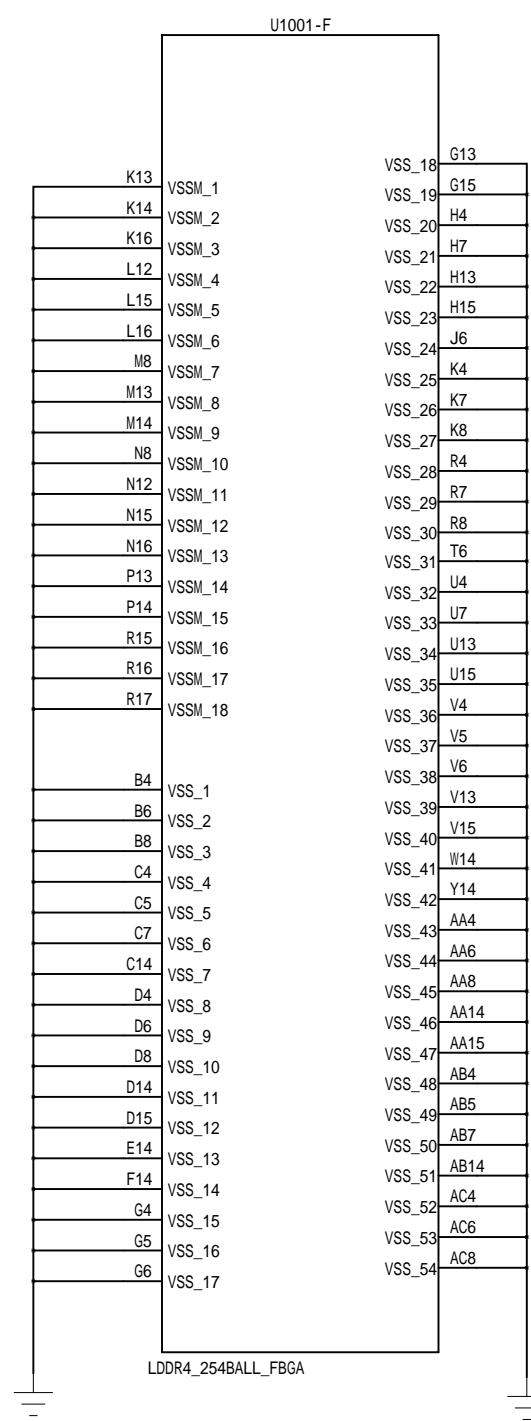 U1001-F
K13 VSSM_1
K14 VSSM_2
K16 VSSM_3
L12 VSSM_4
L15 VSSM_5
L16 VSSM_6
M8 VSSM_7
M13 VSSM_8
M14 VSSM_9
N8 VSSM_10
N12 VSSM_11
N15 VSSM_12
N16 VSSM_13
P13 VSSM_14
P14 VSSM_15
R15 VSSM_16
R16 VSSM_17
R17 VSSM_18
B4 VSS_1
B6 VSS_2
B8 VSS_3
C4 VSS_4
C5 VSS_5
C7 VSS_6
C14 VSS_7
D4 VSS_8
D6 VSS_9
D8 VSS_10
D14 VSS_11
D15 VSS_12
E14 VSS_13
F14 VSS_14
G4 VSS_15
G5 VSS_16
G6 VSS_17
VSS_18 G13
VSS_19 G15
VSS_20 H4
VSS_21 H7
VSS_22 H13
VSS_23 H15
VSS_24 J6
VSS_25 K4
VSS_26 K7
VSS_27 K8
VSS_28 R4
VSS_29 R7
VSS_30 R8
VSS_31 T6
VSS_32 U4
VSS_33 U7
VSS_34 U13
VSS_35 U15
VSS_36 V4
VSS_37 V5
VSS_38 V6
VSS_39 V13
VSS_40 V15
VSS_41 W14
VSS_42 Y14
VSS_43 AA4
VSS_44 AA6
VSS_45 AA8
VSS_46 AA14
VSS_47 AA15
VSS_48 AB4
VSS_49 AB5
VSS_50 AB7
VSS_51 AB14
VSS_52 AC4
VSS_53 AC6
VSS_54 AC8
LDDR4_254BALL_FBGA